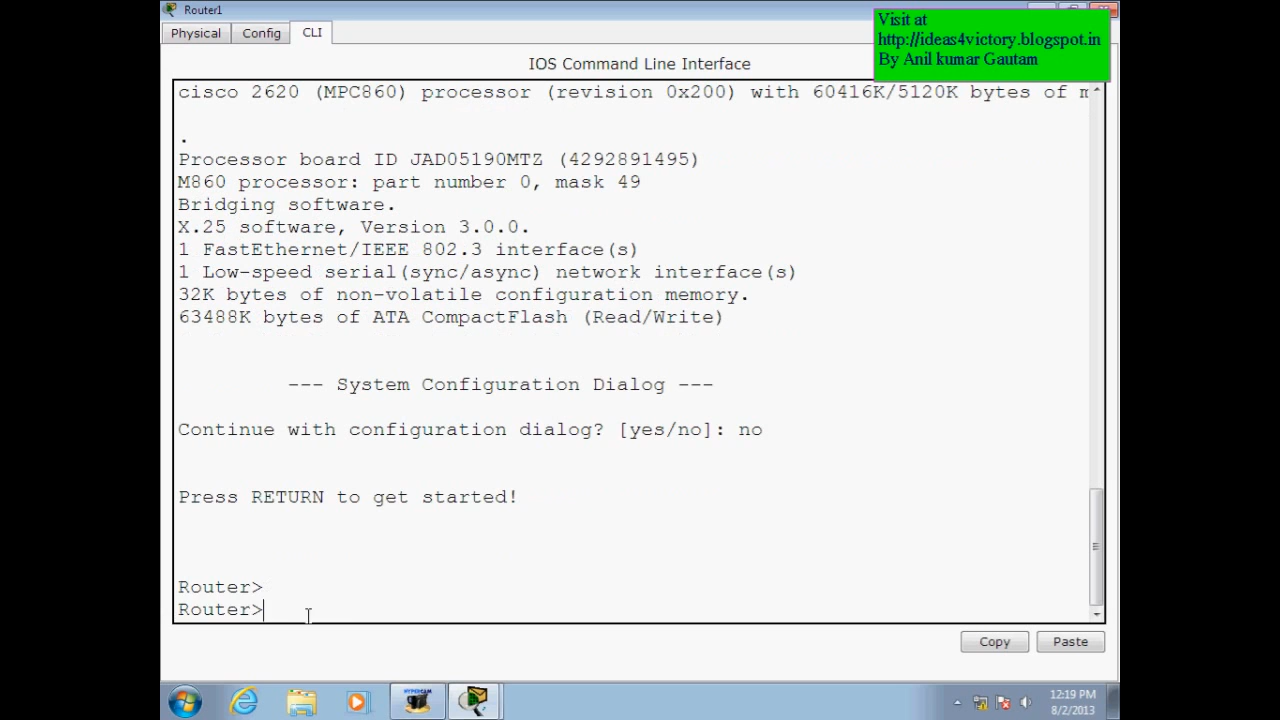 Router1
Physical
Config
CLI
Visit at
http://ideas4victory.blogspot.in
By Anil kumar Gautam
IOS Command Line Interface
cisco 2620 (MPC860) processor (revision 0x200) with 60416K/5120K bytes of m
.
Processor board ID JAD05190MTZ (4292891495)
M860 processor: part number 0, mask 49
Bridging software.
X.25 software, Version 3.0.0.
1 FastEthernet/IEEE 802.3 interface(s)
1 Low-speed serial(sync/async) network interface(s)
32K bytes of non-volatile configuration memory.
63488K bytes of ATA CompactFlash (Read/Write)
--- System Configuration Dialog ---
Continue with configuration dialog? [yes/no]: no
Press RETURN to get started!
Router>
Router>
Copy
Paste
HYPERCAM
12:19 PM
8/2/2013